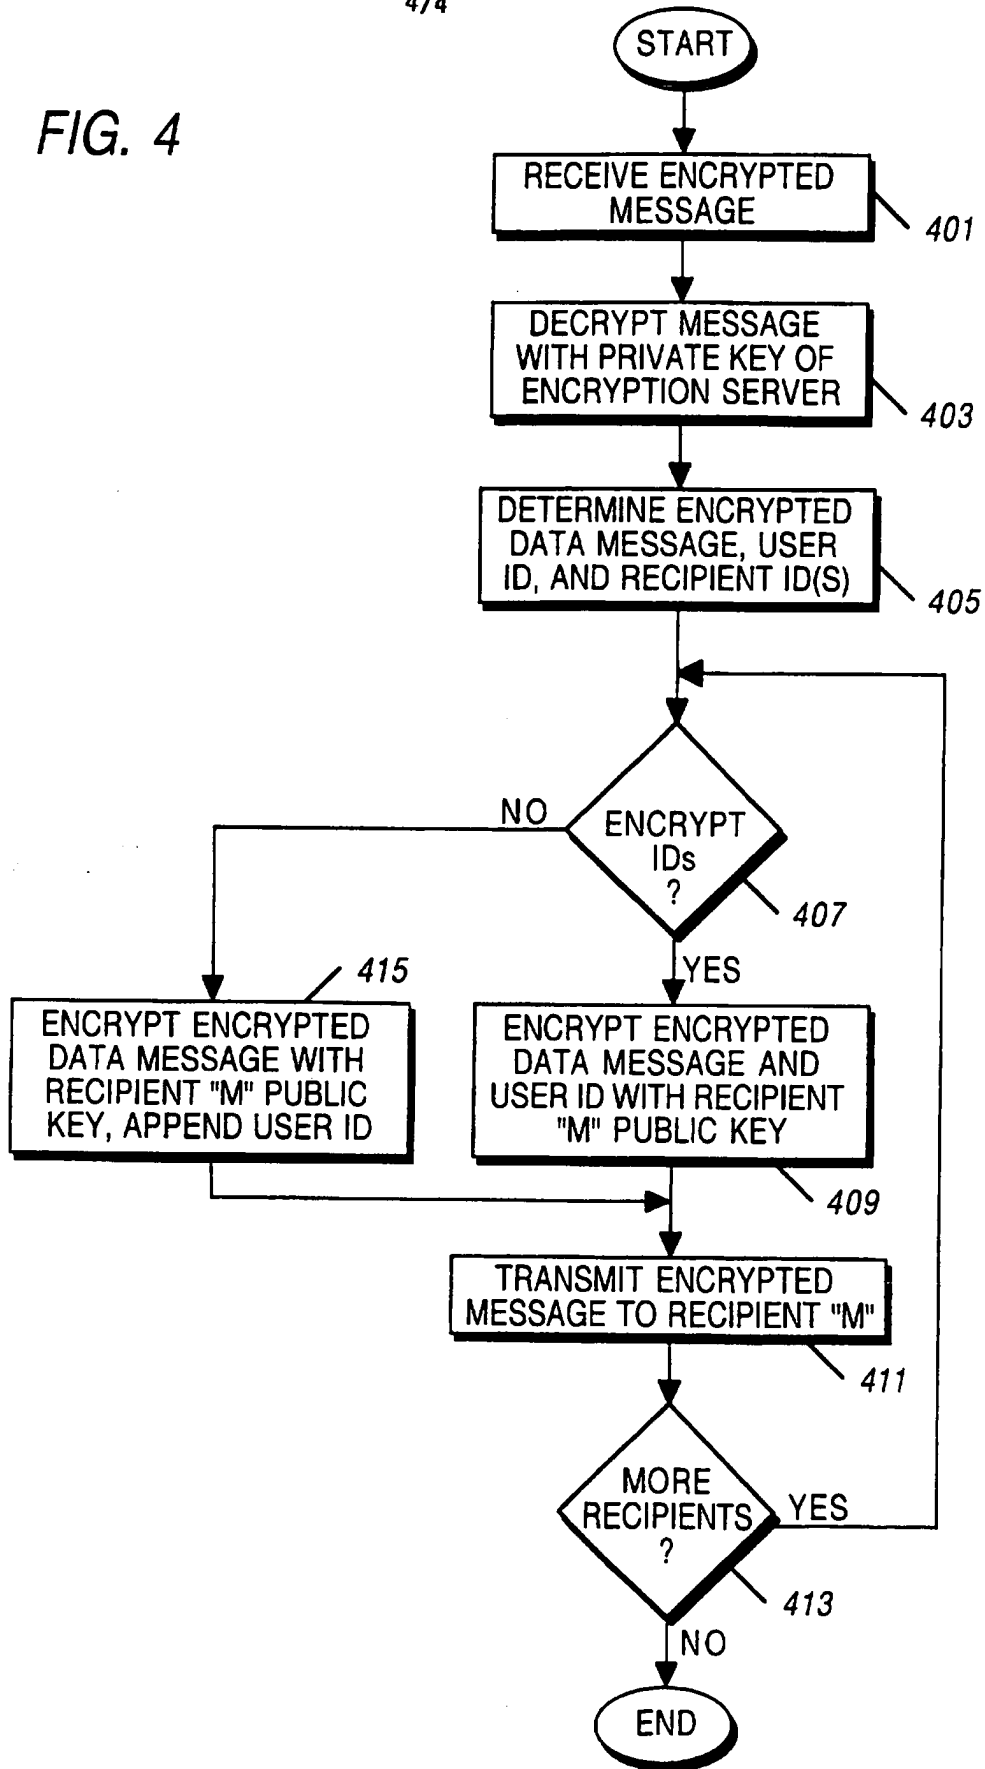 4/4
START
FIG. 4
RECEIVE ENCRYPTED
MESSAGE
401
DECRYPT MESSAGE
WITH PRIVATE KEY OF
ENCRYPTION SERVER
403
DETERMINE ENCRYPTED
DATA MESSAGE, USER
ID, AND RECIPIENT ID(S)
405
NO
ENCRYPT
IDs
?
407
YES
415
ENCRYPT ENCRYPTED
DATA MESSAGE WITH
RECIPIENT "M" PUBLIC
KEY, APPEND USER ID
ENCRYPT ENCRYPTED
DATA MESSAGE AND
USER ID WITH RECIPIENT
"M" PUBLIC KEY
409
TRANSMIT ENCRYPTED
MESSAGE TO RECIPIENT "M"
411
MORE
RECIPIENTS
?
YES
413
NO
END